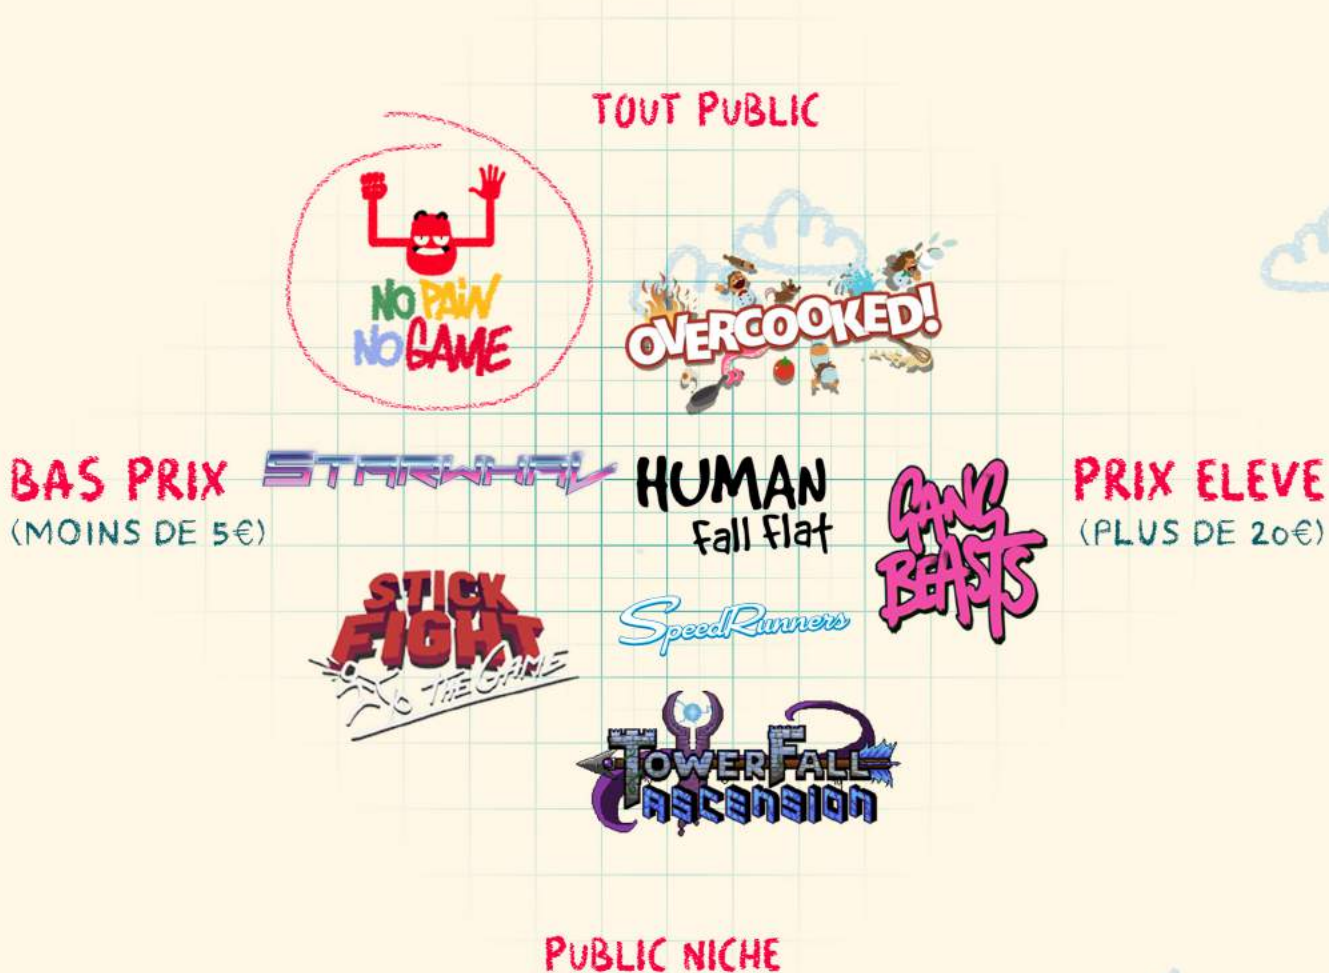 TOUT PUBLIC
NO PAIN
NO GAME
OVERCOOKED!
BAS PRIX
(MOINS DE 5€)
STARWHAL
HUMAN
Fall Flat
GANG
BEASTS
PRIX ELEVE
(PLUS DE 20€)
STICK
FIGHT
THE GAME
SpeedRunners
TOWERFALL
ASCENSION
PUBLIC NICHE